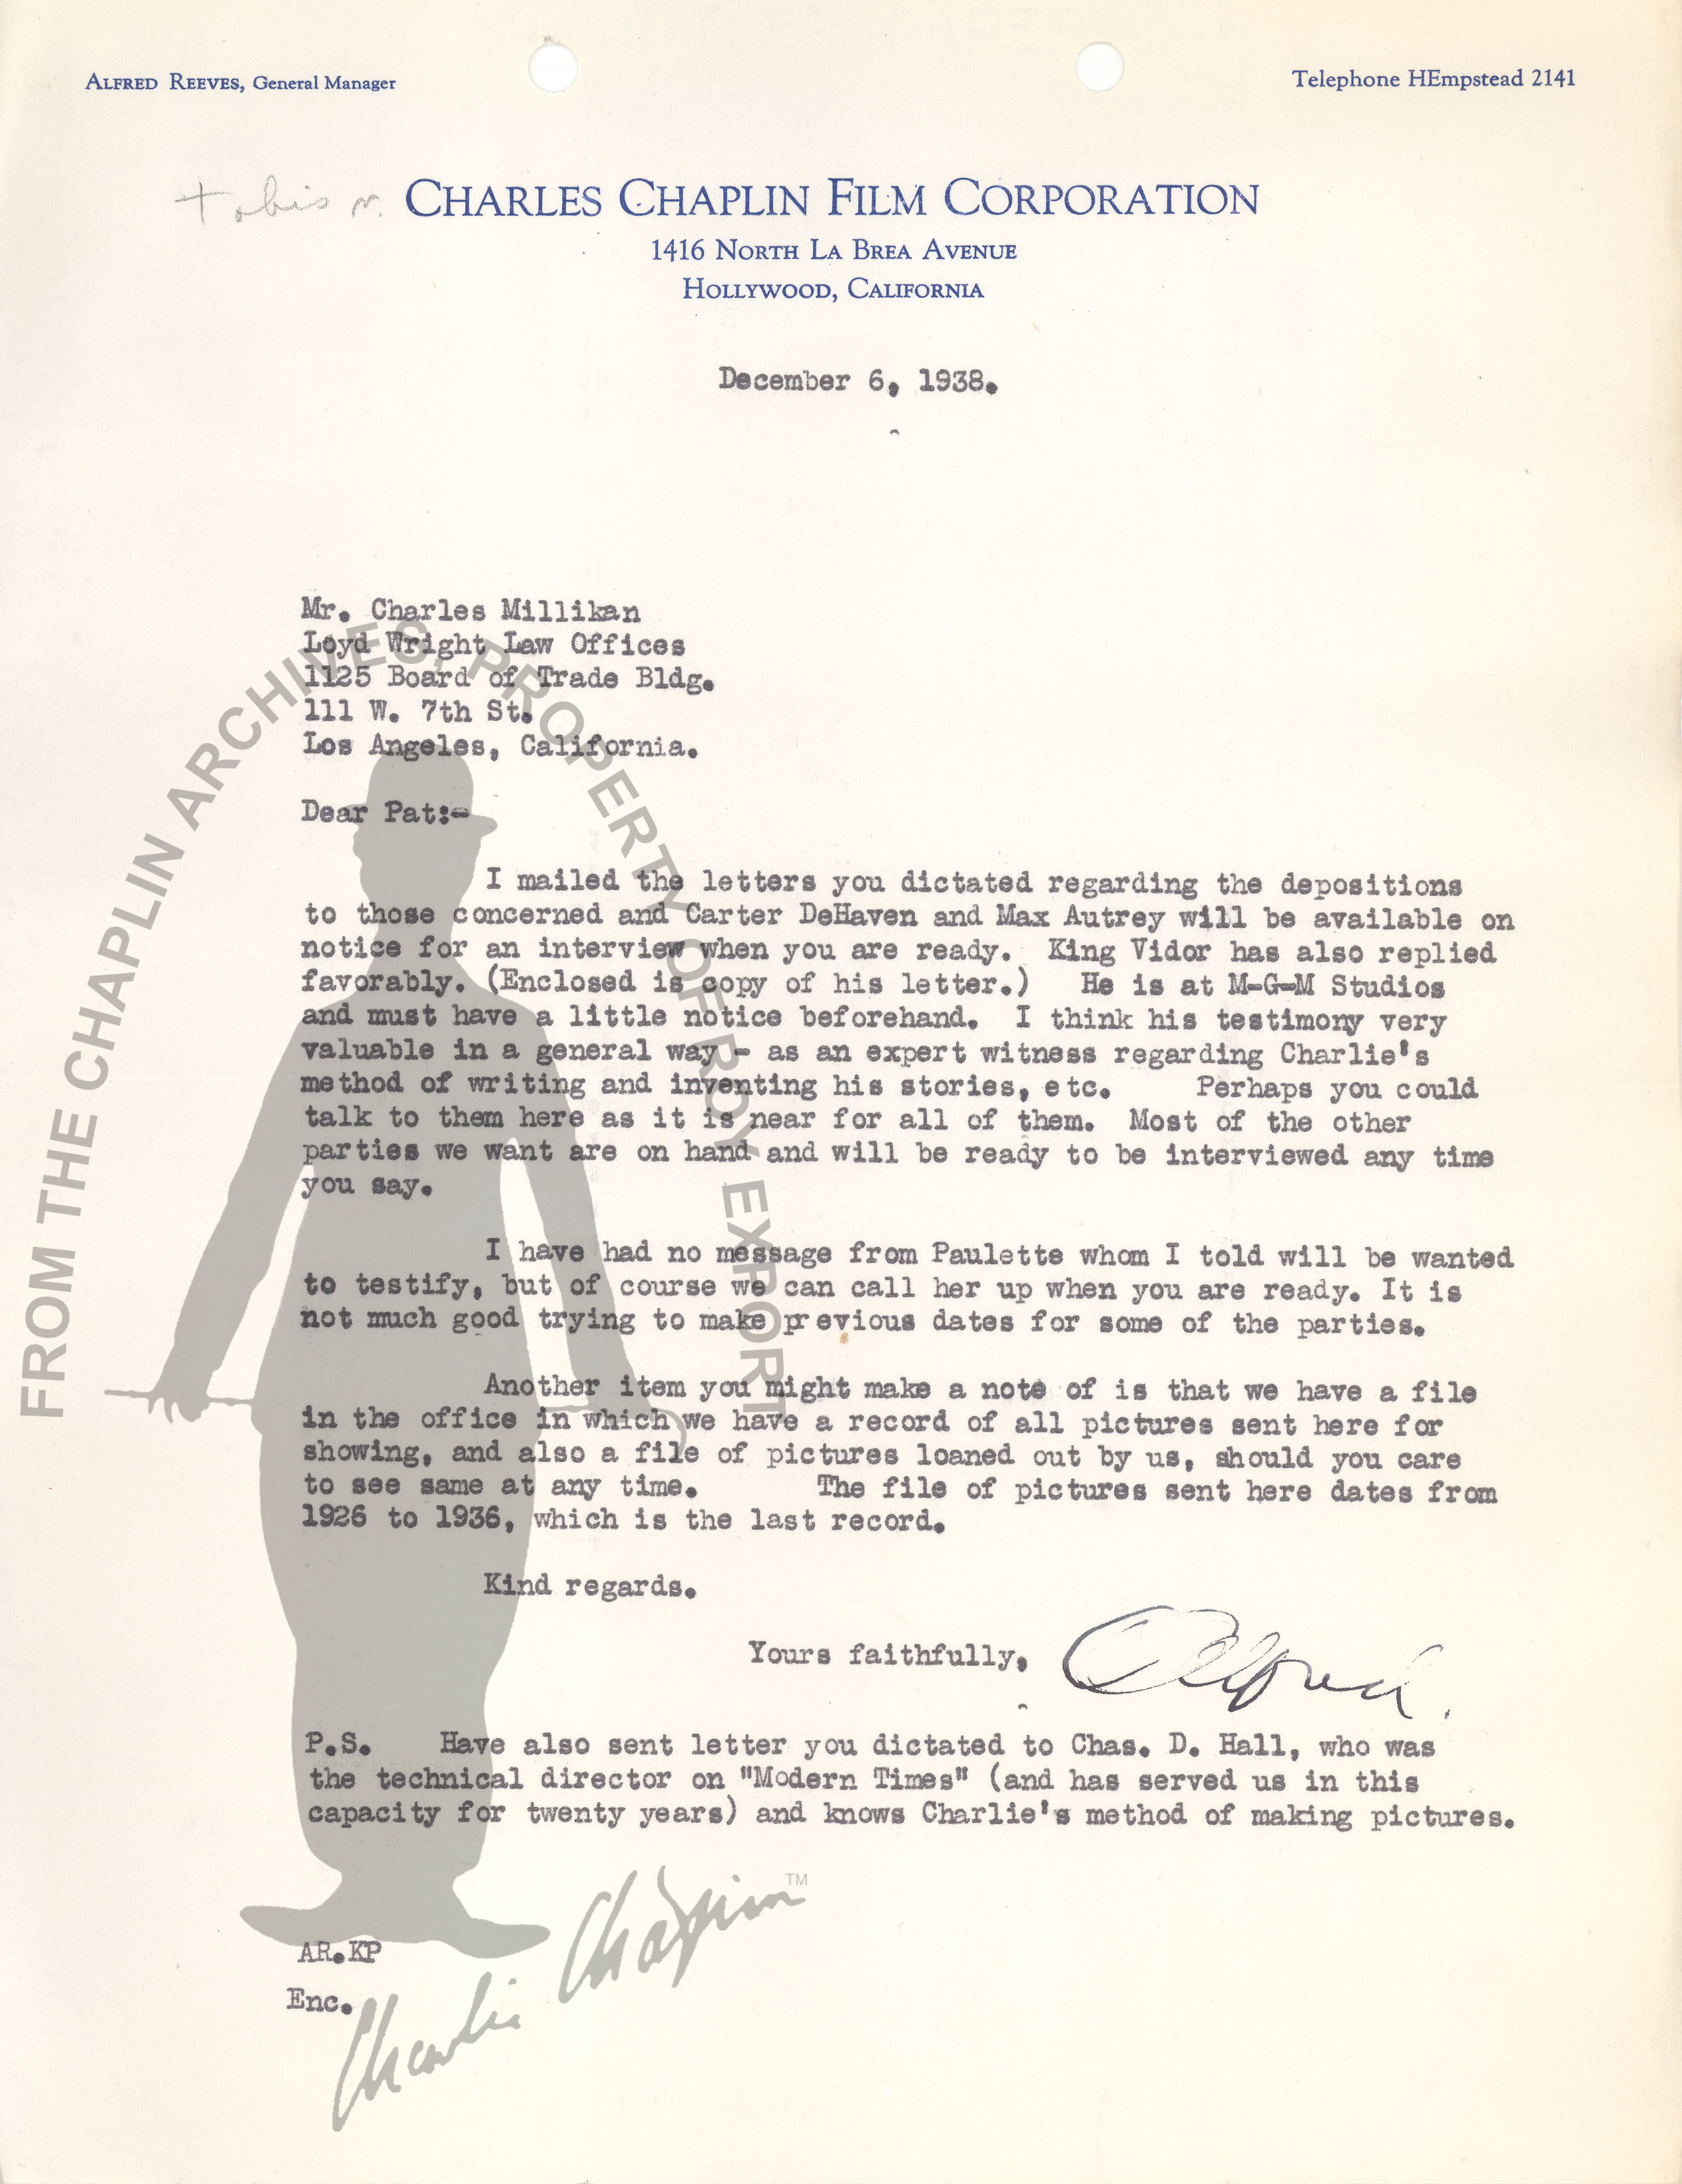 ALFRED REEVES, General Manager
Telephone HEmpstead 2141
tobis v.
CHARLES CHAPLIN FILM CORPORATION
1416 NORTH LA BREA AVENUE
HOLLYWOOD, CALIFORNIA
December 6, 1938.
Mr. Charles Millikan
Loyd Wright Law Offices
1125 Board of Trade Bldg.
111 W. 7th St.
Los Angeles, California.
Dear Pat:-
I mailed the letters you dictated regarding the depositions
to those concerned and Carter DeHaven and Max Autrey will be available on
notice for an interview when you are ready. King Vidor has also replied
favorably. (Enclosed is copy of his letter.) He is at M-G-M Studios
and must have a little notice beforehand. I think his testimony very
valuable in a general way - as an expert witness regarding Charlie's
method of writing and inventing his stories, etc. Perhaps you could
talk to them here as it is near for all of them. Most of the other
parties we want are on hand and will be ready to be interviewed any time
you say.
I have had no message from Paulette whom I told will be wanted
to testify, but of course we can call her up when you are ready. It is
not much good trying to make previous dates for some of the parties.
Another item you might make a note of is that we have a file
in the office in which we have a record of all pictures sent here for
showing, and also a file of pictures loaned out by us, should you care
to see same at any time. The file of pictures sent here dates from
1926 to 1936, which is the last record.
Kind regards.
Yours faithfully,
Alfred.
P.S. Have also sent letter you dictated to Chas. D. Hall, who was
the technical director on "Modern Times" (and has served us in this
capacity for twenty years) and knows Charlie's method of making pictures.
AR.KP
Enc.
FROM THE CHAPLIN ARCHIVES, PROPERTY OF ROY EXPORT
Charlie Chaplin TM